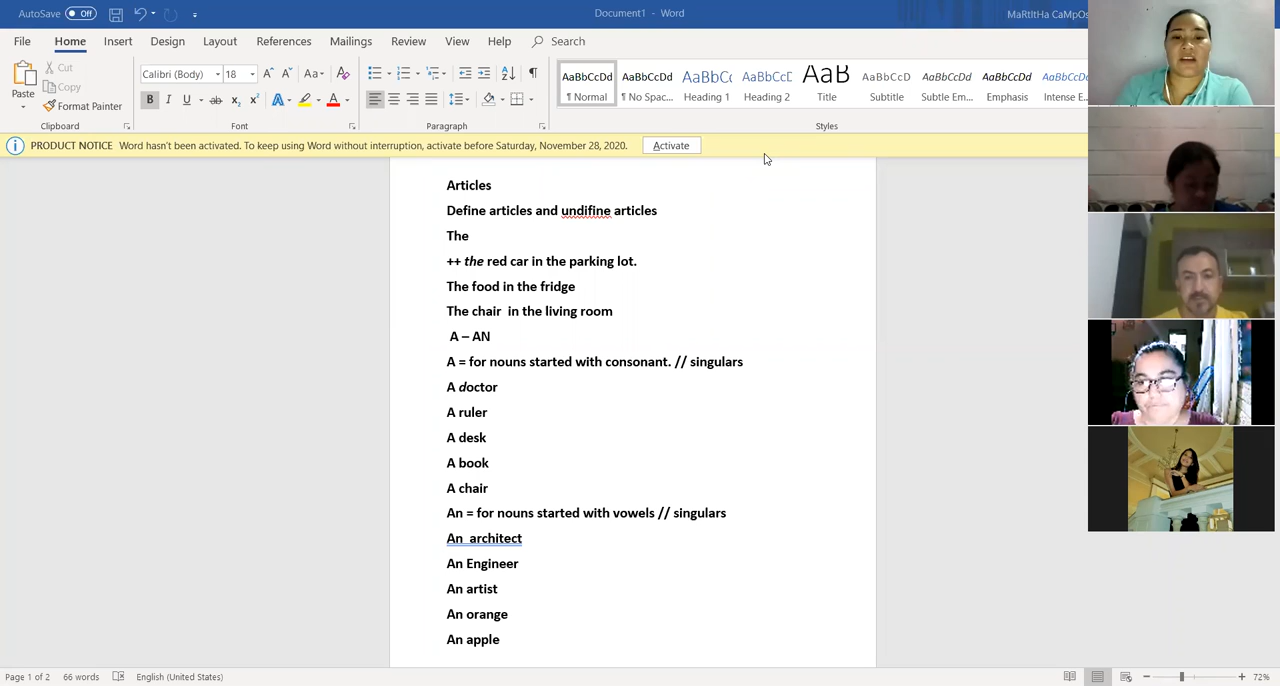 AutoSave Off Document1 - Word MaRtItHa CaMpOs
File Home Insert Design Layout References Mailings Review View Help Search
Paste Cut Copy Format Painter
Calibri (Body) 18
AaBbCcDd AaBbCcDd AaBbCc AaBbCcD AaB AaBbCcD AaBbCcD AaBbCcDd AaBbCcDd
¶ Normal ¶ No Spac... Heading 1 Heading 2 Title Subtitle Subtle Em... Emphasis Intense E...
Clipboard Font Paragraph Styles
PRODUCT NOTICE Word hasn't been activated. To keep using Word without interruption, activate before Saturday, November 28, 2020. Activate
Articles
Define articles and undifine articles
The
++ the red car in the parking lot.
The food in the fridge
The chair in the living room
A – AN
A = for nouns started with consonant. // singulars
A doctor
A ruler
A desk
A book
A chair
An = for nouns started with vowels // singulars
An architect
An Engineer
An artist
An orange
An apple
Page 1 of 2 66 words English (United States) 72%